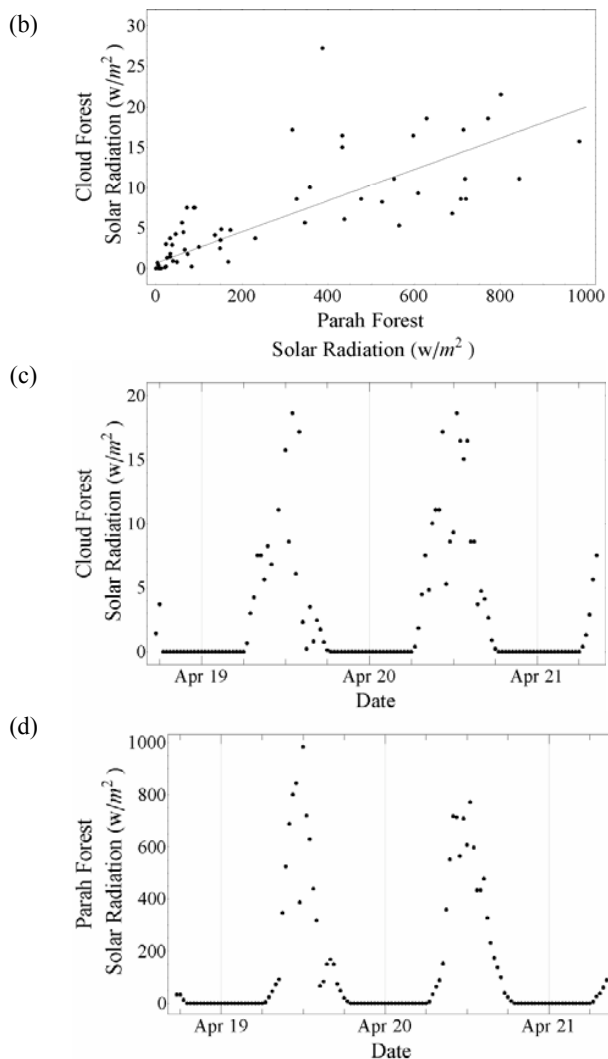 (b)
Cloud Forest
Solar Radiation (w/m²)
30
25
20
15
10
5
0
0 200 400 600 800 1000
Parah Forest
Solar Radiation (w/m²)
(c)
Cloud Forest
Solar Radiation (w/m²)
20
15
10
5
0
Apr 19 Apr 20 Apr 21
Date
(d)
Parah Forest
Solar Radiation (w/m²)
1000
800
600
400
200
0
Apr 19 Apr 20 Apr 21
Date